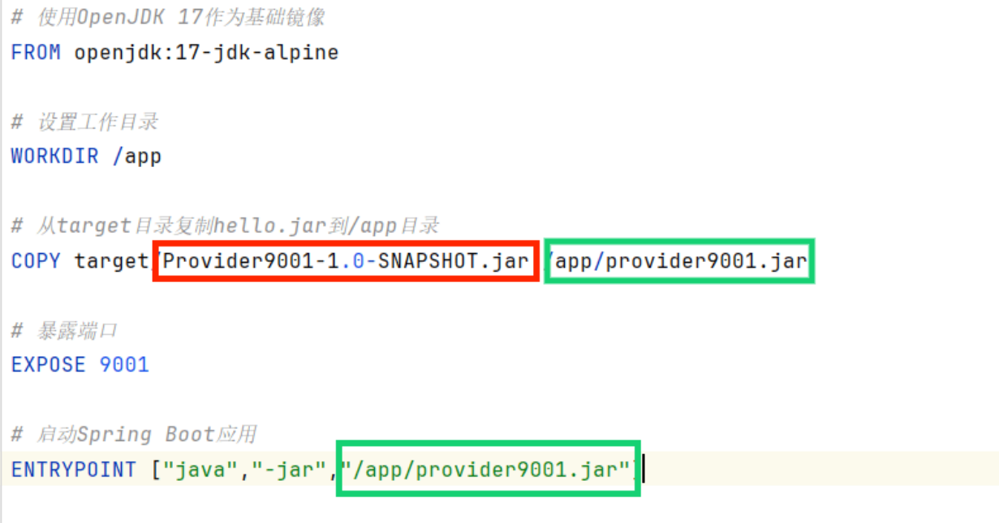 # 使用OpenJDK 17作为基础镜像
FROM openjdk:17-jdk-alpine
# 设置工作目录
WORKDIR /app
# 从target目录复制hello.jar到/app目录
COPY target/Provider9001-1.0-SNAPSHOT.jar /app/provider9001.jar
# 暴露端口
EXPOSE 9001
# 启动Spring Boot应用
ENTRYPOINT ["java","-jar","/app/provider9001.jar"]